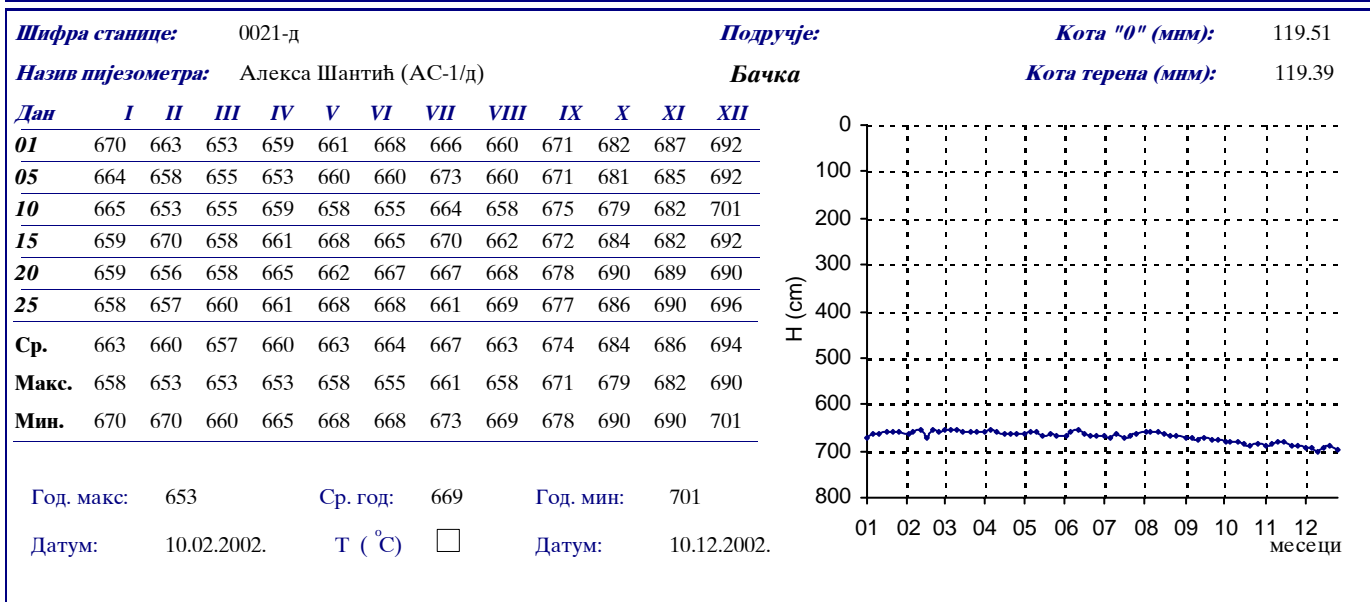 Шифра станице: 0021-д Подручје: Кота "0" (мнм): 119.51
Назив пијезометра: Алекса Шантић (АС-1/д) Бачка Кота терена (мнм): 119.39
Дан I II III IV V VI VII VIII IX X XI XII
01 670 663 653 659 661 668 666 660 671 682 687 692
05 664 658 655 653 660 660 673 660 671 681 685 692
10 665 653 655 659 658 655 664 658 675 679 682 701
15 659 670 658 661 668 665 670 662 672 684 682 692
20 659 656 658 665 662 667 667 668 678 690 689 690
25 658 657 660 661 668 668 661 669 677 686 690 696
Ср. 663 660 657 660 663 664 667 663 674 684 686 694
Макс. 658 653 653 653 658 655 661 658 671 679 682 690
Мин. 670 670 660 665 668 668 673 669 678 690 690 701
Год. макс: 653 Ср. год: 669 Год. мин: 701
Датум: 10.02.2002. Т ( °С) Датум: 10.12.2002.
0
100
200
300
400
500
600
700
800
H (cm)
01 02 03 04 05 06 07 08 09 10 11 12
месеци